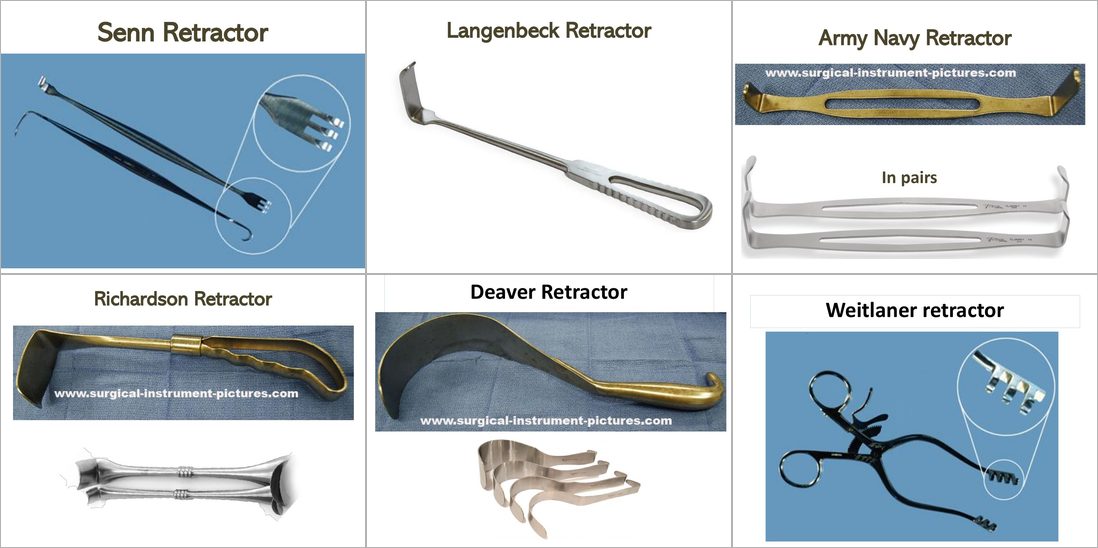 Senn Retractor
Langenbeck Retractor
Army Navy Retractor
www.surgical-instrument-pictures.com
In pairs
Richardson Retractor
www.surgical-instrument-pictures.com
Deaver Retractor
www.surgical-instrument-pictures.com
Weitlaner retractor